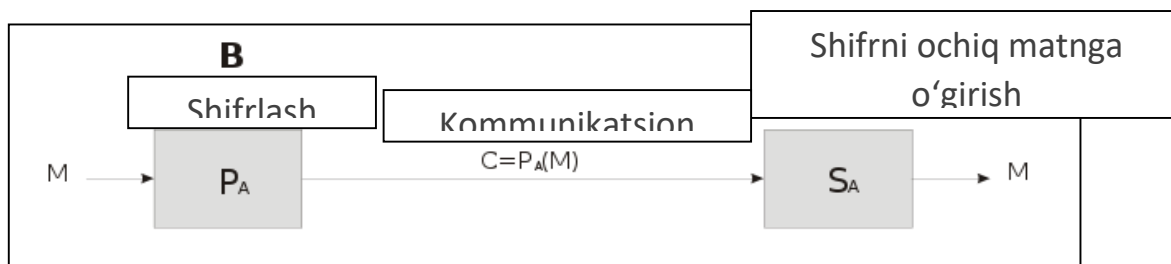 B
Shifrni ochiq matnga
o‘girish
Shifrlash
Kommunikatsion
M
PA
C=PA(M)
SA
M